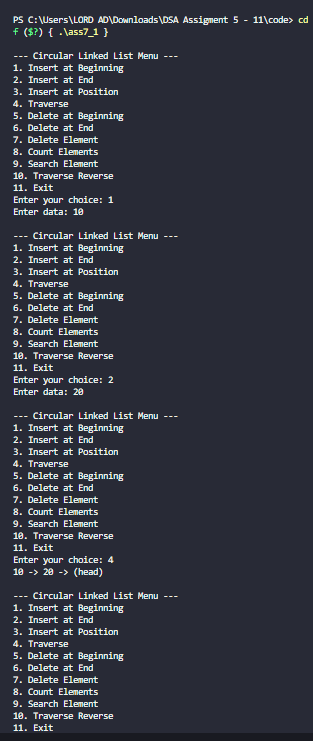 PS C:\Users\LORD AD\Downloads\DSA Assigment 5 - 11\code> cd
f ($?) { .\ass7_1 }
--- Circular Linked List Menu ---
1. Insert at Beginning
2. Insert at End
3. Insert at Position
4. Traverse
5. Delete at Beginning
6. Delete at End
7. Delete Element
8. Count Elements
9. Search Element
10. Traverse Reverse
11. Exit
Enter your choice: 1
Enter data: 10
--- Circular Linked List Menu ---
1. Insert at Beginning
2. Insert at End
3. Insert at Position
4. Traverse
5. Delete at Beginning
6. Delete at End
7. Delete Element
8. Count Elements
9. Search Element
10. Traverse Reverse
11. Exit
Enter your choice: 2
Enter data: 20
--- Circular Linked List Menu ---
1. Insert at Beginning
2. Insert at End
3. Insert at Position
4. Traverse
5. Delete at Beginning
6. Delete at End
7. Delete Element
8. Count Elements
9. Search Element
10. Traverse Reverse
11. Exit
Enter your choice: 4
10 -> 20 -> (head)
--- Circular Linked List Menu ---
1. Insert at Beginning
2. Insert at End
3. Insert at Position
4. Traverse
5. Delete at Beginning
6. Delete at End
7. Delete Element
8. Count Elements
9. Search Element
10. Traverse Reverse
11. Exit